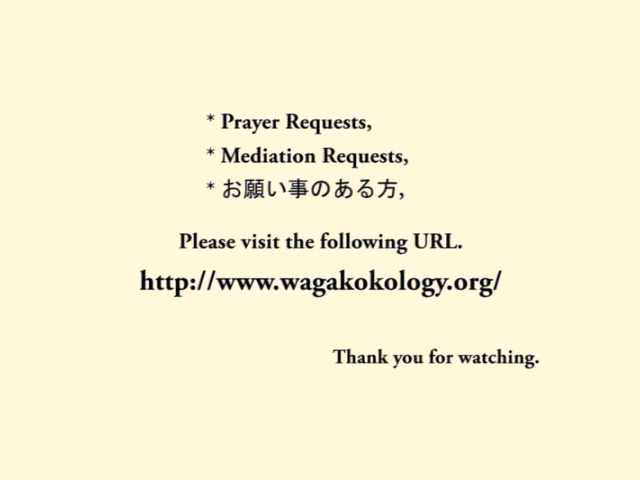 * Prayer Requests,
* Mediation Requests,
* お願い事のある方,
Please visit the following URL.
http://www.wagakokology.org/
Thank you for watching.